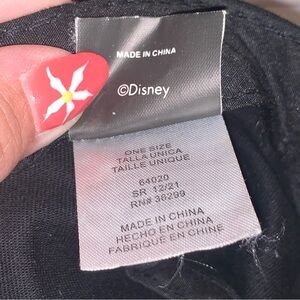 MADE IN CHINA
©Disney
ONE SIZE
TALLA UNICA
TAILLE UNIQUE
64020
SR 12/21
RN# 36299
MADE IN CHINA
HECHO EN CHINA
FABRIQUÉ EN CHINE